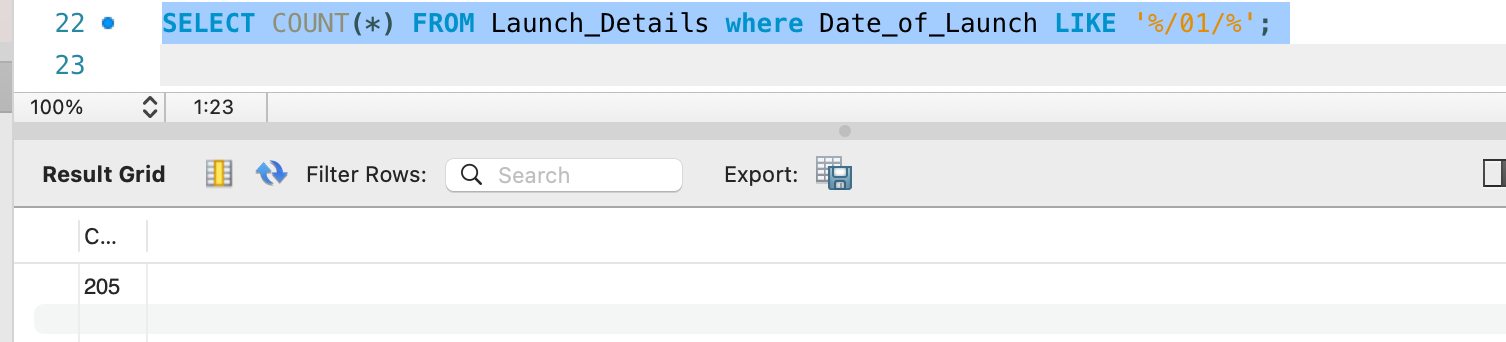 22 SELECT COUNT(*) FROM Launch_Details where Date_of_Launch LIKE '%/01/%';
23
100% 1:23
Result Grid Filter Rows: Search Export:
C...
205